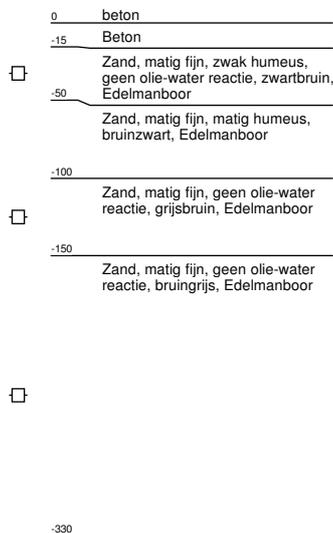 0 beton
-15 Beton
Zand, matig fijn, zwak humeus,
geen olie-water reactie, zwartbruin,
-50 Edelmanboor
Zand, matig fijn, matig humeus,
bruinzwart, Edelmanboor
-100
Zand, matig fijn, geen olie-water
reactie, grijsbruin, Edelmanboor
-150
Zand, matig fijn, geen olie-water
reactie, bruingrijs, Edelmanboor
-330